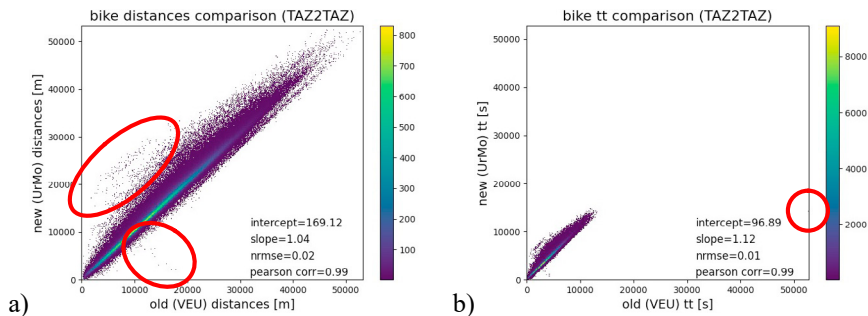 bike distances comparison (TAZ2TAZ)
new (UrMo) distances [m]
50000
40000
30000
20000
10000
0
0 10000 20000 30000 40000 50000
old (VEU) distances [m]
intercept=169.12
slope=1.04
nrmse=0.02
pearson corr=0.99
800
700
600
500
400
300
200
100
a)
bike tt comparison (TAZ2TAZ)
new (UrMo) tt [s]
50000
40000
30000
20000
10000
0
0 10000 20000 30000 40000 50000
old (VEU) tt [s]
intercept=96.89
slope=1.12
nrmse=0.01
pearson corr=0.99
8000
6000
4000
2000
b)